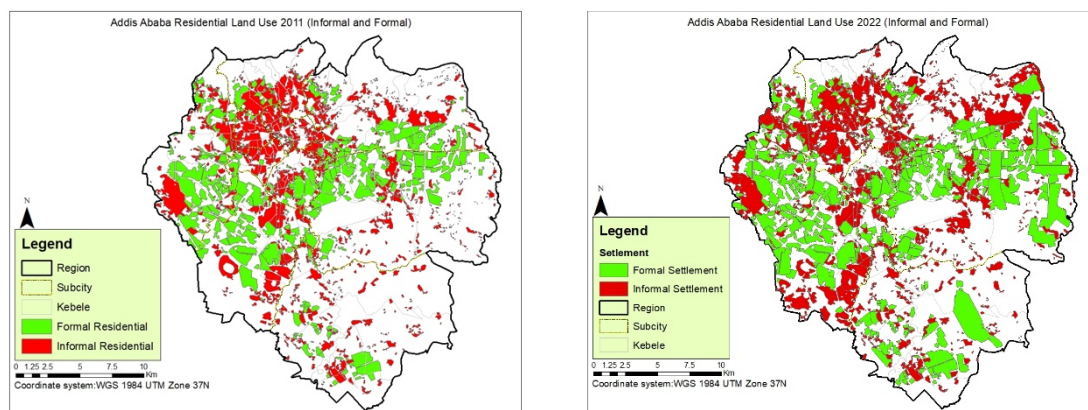 Addis Ababa Residential Land Use 2011 (Informal and Formal)
N
Legend
Region
Subcity
Kebele
Formal Residential
Informal Residential
0 1.25 2.5 5 7.5 10
Km
Coordinate system:WGS 1984 UTM Zone 37N
Addis Ababa Residential Land Use 2022 (Informal and Formal)
N
Legend
Settlement
Formal Settlement
Informal Settlement
Region
Subcity
Kebele
0 1.25 2.5 5 7.5 10
Km
Coordinate system:WGS 1984 UTM Zone 37N